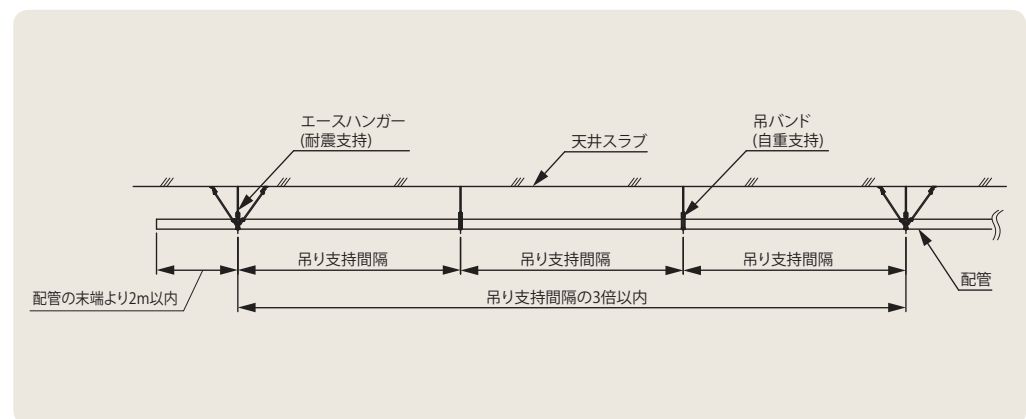 エースハンガー
(耐震支持)
天井スラブ
吊バンド
(自重支持)
吊り支持間隔
吊り支持間隔
吊り支持間隔
配管の末端より2m以内
吊り支持間隔の3倍以内
配管